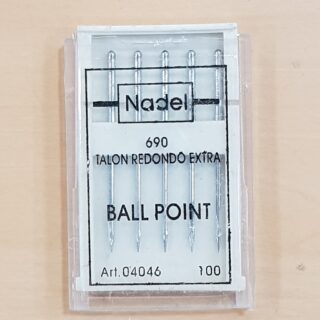 Nadel
690
TALON REDONDO EXTRA
BALL POINT
Art. 04046 100